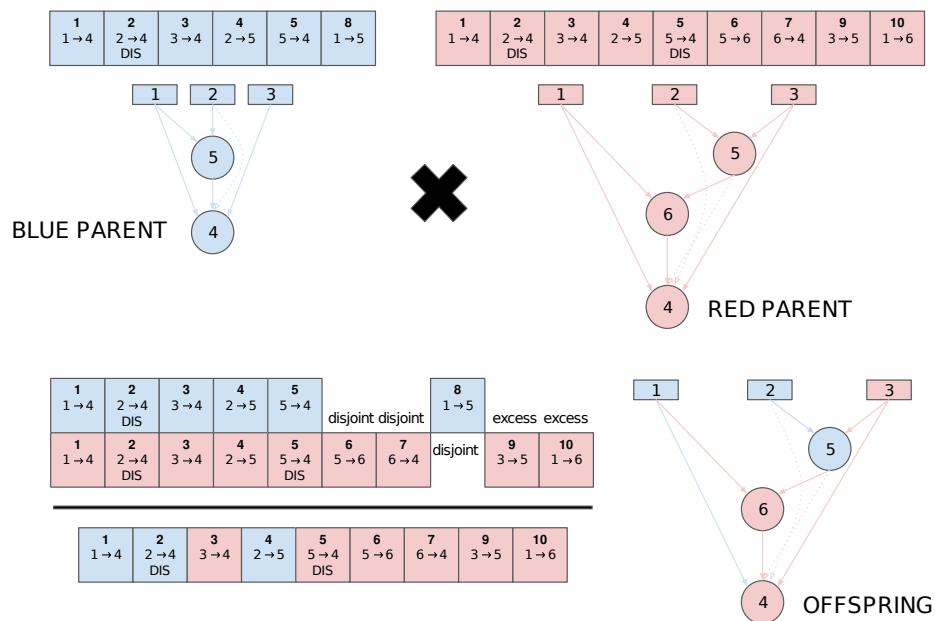 1 2 3 4 5 8
1→4 2→4 3→4 2→5 5→4 1→5
DIS
1 2 3 4 5 6 7 9 10
1→4 2→4 3→4 2→5 5→4 5→6 6→4 3→5 1→6
DIS DIS
1 2 3
5
4
BLUE PARENT
1 2 3
5
6
4
RED PARENT
1 2 3 4 5 8
1→4 2→4 3→4 2→5 5→4 disjoint disjoint 1→5 excess excess
DIS
1 2 3 4 5 6 7 disjoint 9 10
1→4 2→4 3→4 2→5 5→4 5→6 6→4 3→5 1→6
DIS DIS
1 2 3 4 5 6 7 9 10
1→4 2→4 3→4 2→5 5→4 5→6 6→4 3→5 1→6
DIS DIS
1 2 3
5
6
4
OFFSPRING